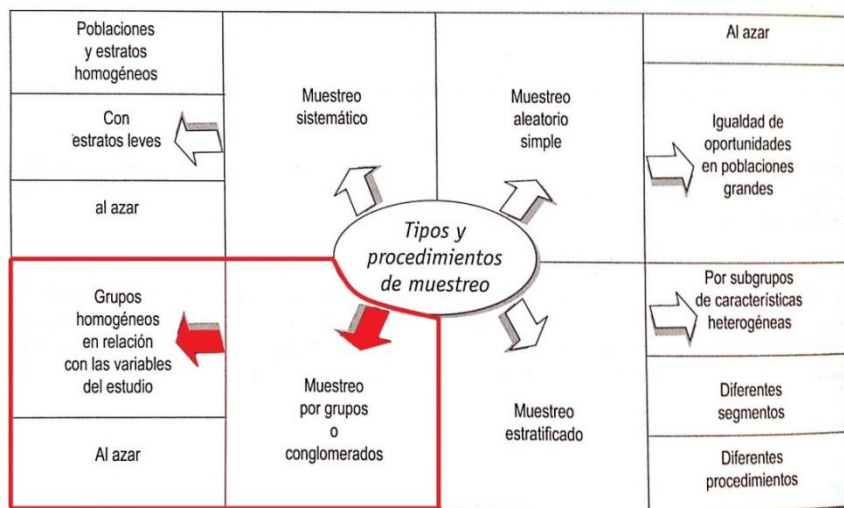 Poblaciones
y estratos
homogéneos
Con
estratos leves
al azar
Muestreo
sistemático
Muestreo
aleatorio
simple
Al azar
Igualdad de
oportunidades
en poblaciones
grandes
Tipos y
procedimientos
de muestreo
Grupos
homogéneos
en relación
con las variables
del estudio
Al azar
Muestreo
por grupos
o
conglomerados
Muestreo
estratificado
Por subgrupos
de características
heterogéneas
Diferentes
segmentos
Diferentes
procedimientos